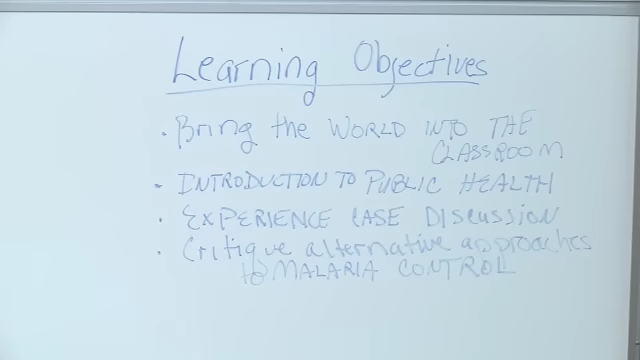 Learning Objectives
• Bring the WORLD INTO THE
CLASSROOM
• INTRODUCTION TO PUBLIC HEALTH
• EXPERIENCE CASE DISCUSSION
• Critique alternative approaches
to MALARIA CONTROL